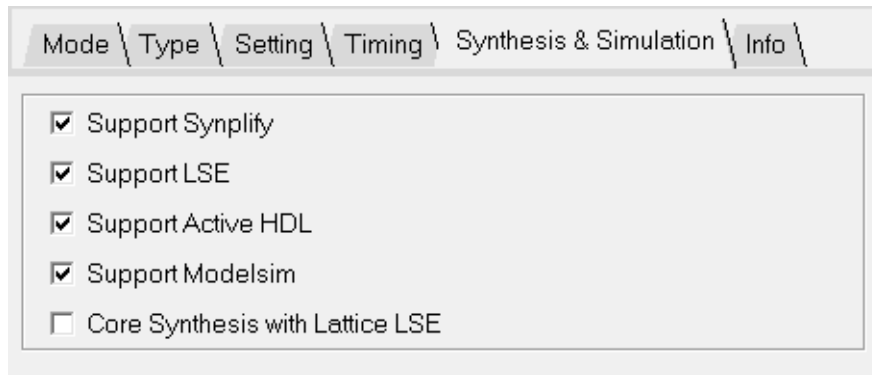 Mode Type Setting Timing Synthesis & Simulation Info
Support Synplify
Support LSE
Support Active HDL
Support Modelsim
Core Synthesis with Lattice LSE